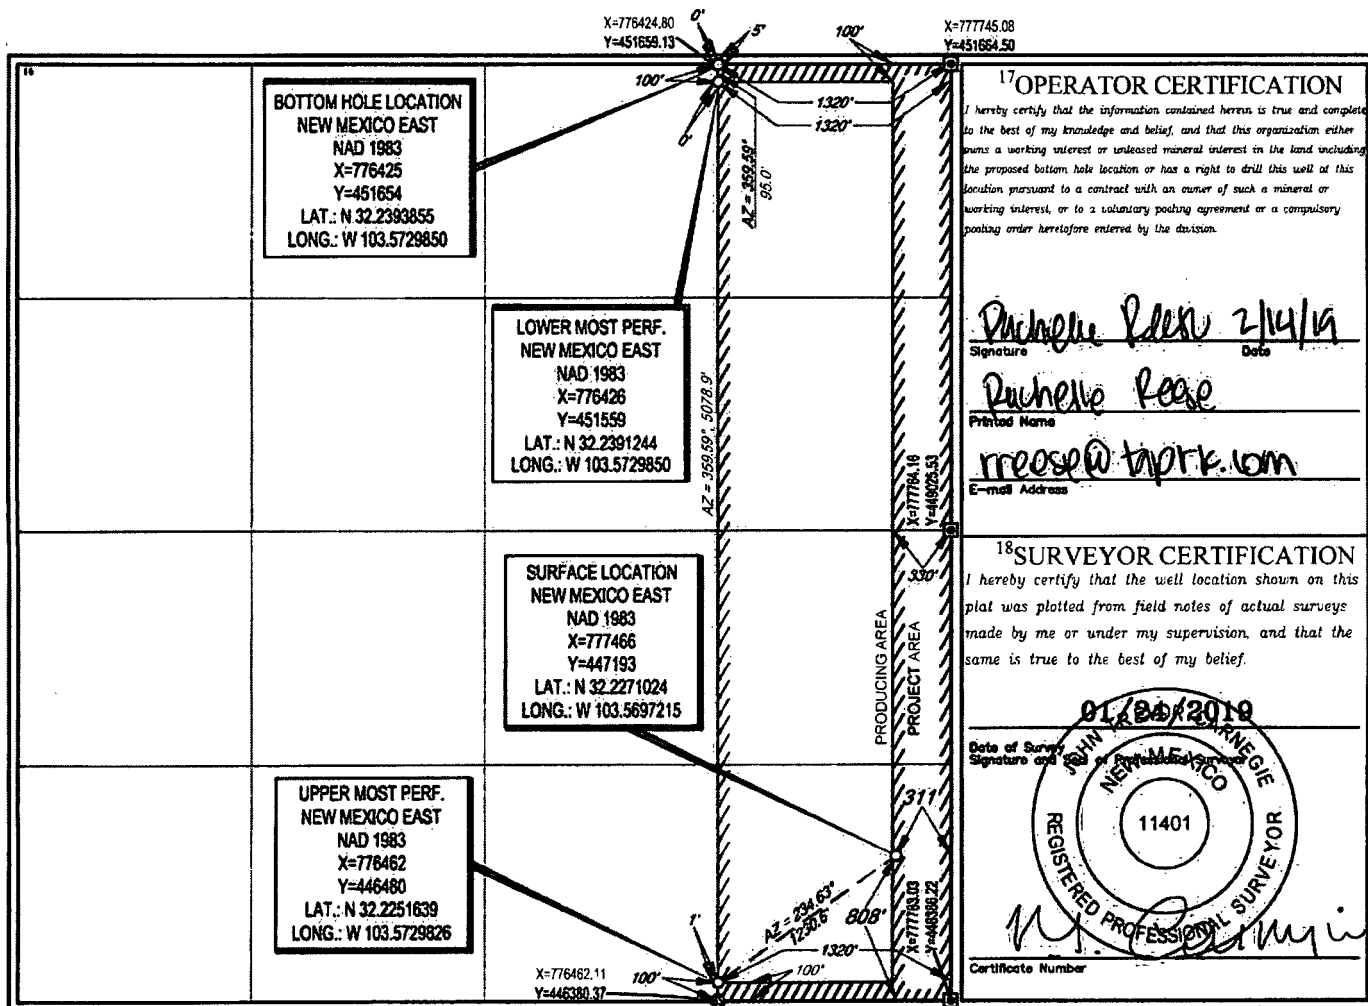 X=776424.80
Y=451659.13
0'
5'
100'
X=777745.08
Y=451664.50
16
BOTTOM HOLE LOCATION
NEW MEXICO EAST
NAD 1983
X=776425
Y=451654
LAT.: N 32.2393855
LONG.: W 103.5729850
100'
0'
1320'
1320'
AZ = 359.59°
95.0'
LOWER MOST PERF.
NEW MEXICO EAST
NAD 1983
X=776426
Y=451559
LAT.: N 32.2391244
LONG.: W 103.5729850
AZ = 359.59°, 5078.9'
X=777764.16
Y=449025.53
330'
SURFACE LOCATION
NEW MEXICO EAST
NAD 1983
X=777466
Y=447193
LAT.: N 32.2271024
LONG.: W 103.5697215
PRODUCING AREA
PROJECT AREA
UPPER MOST PERF.
NEW MEXICO EAST
NAD 1983
X=776462
Y=446480
LAT.: N 32.2251639
LONG.: W 103.5729826
311'
AZ = 234.63°
1230.6'
808'
X=777783.03
Y=446386.22
1'
1320'
100'
100'
X=776462.11
Y=446380.37
17 OPERATOR CERTIFICATION
I hereby certify that the information contained herein is true and complete
to the best of my knowledge and belief, and that this organization either
owns a working interest or unleased mineral interest in the land including
the proposed bottom hole location or has a right to drill this well at this
location pursuant to a contract with an owner of such a mineral or
working interest, or to a voluntary pooling agreement or a compulsory
pooling order heretofore entered by the division.
Ruchelle Reese 2/14/19
Signature Date
Ruchelle Reese
Printed Name
rreese@taprk.com
E-mail Address
18 SURVEYOR CERTIFICATION
I hereby certify that the well location shown on this
plat was plotted from field notes of actual surveys
made by me or under my supervision, and that the
same is true to the best of my belief.
01/24/2019
Date of Survey
Signature and Seal of Professional Surveyor
JOHN TREVOR CARNEGIE
NEW MEXICO
11401
REGISTERED PROFESSIONAL SURVEYOR
Certificate Number